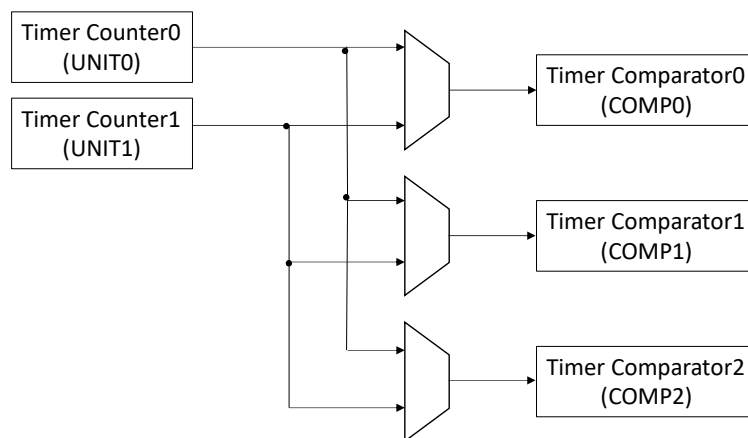 Timer Counter0
(UNIT0)
Timer Counter1
(UNIT1)
Timer Comparator0
(COMP0)
Timer Comparator1
(COMP1)
Timer Comparator2
(COMP2)